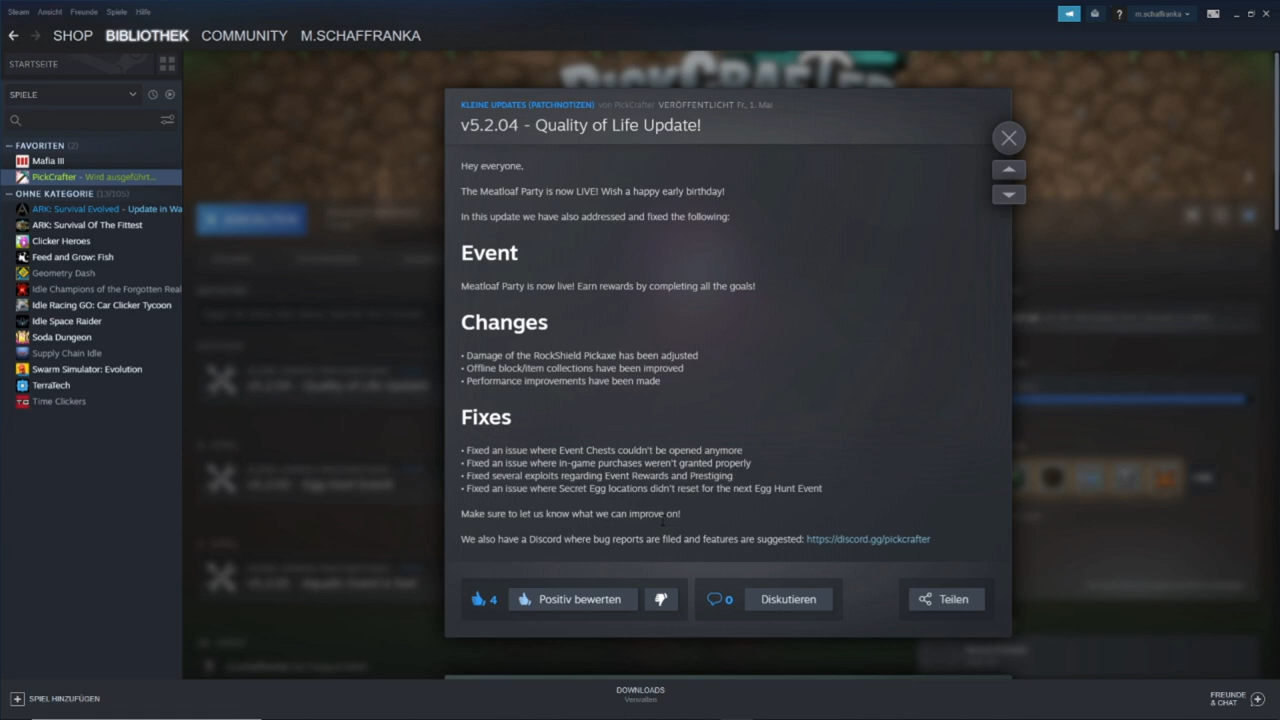 Steam Ansicht Freunde Spiele Hilfe
m.schaffranka
SHOP BIBLIOTHEK COMMUNITY M.SCHAFFRANKA
STARTSEITE
SPIELE
FAVORITEN (2)
Mafia III
PickCrafter - Wird ausgeführt...
OHNE KATEGORIE (13/105)
ARK: Survival Evolved - Update in Wa
ARK: Survival Of The Fittest
Clicker Heroes
Feed and Grow: Fish
Geometry Dash
Idle Champions of the Forgotten Real
Idle Racing GO: Car Clicker Tycoon
Idle Space Raider
Soda Dungeon
Supply Chain Idle
Swarm Simulator: Evolution
TerraTech
Time Clickers
PICKCRAFTER
KLEINE UPDATES (PATCHNOTIZEN) von PickCrafter VERÖFFENTLICHT Fr., 1. Mai
v5.2.04 - Quality of Life Update!
Hey everyone,
The Meatloaf Party is now LIVE! Wish a happy early birthday!
In this update we have also addressed and fixed the following:
Event
Meatloaf Party is now live! Earn rewards by completing all the goals!
Changes
• Damage of the RockShield Pickaxe has been adjusted
• Offline block/item collections have been improved
• Performance improvements have been made
Fixes
• Fixed an issue where Event Chests couldn't be opened anymore
• Fixed an issue where in-game purchases weren't granted properly
• Fixed several exploits regarding Event Rewards and Prestiging
• Fixed an issue where Secret Egg locations didn't reset for the next Egg Hunt Event
Make sure to let us know what we can improve on!
We also have a Discord where bug reports are filed and features are suggested: https://discord.gg/pickcrafter
4 Positiv bewerten 0 Diskutieren Teilen
SPIEL HINZUFÜGEN
DOWNLOADS
Verwalten
FREUNDE
& CHAT